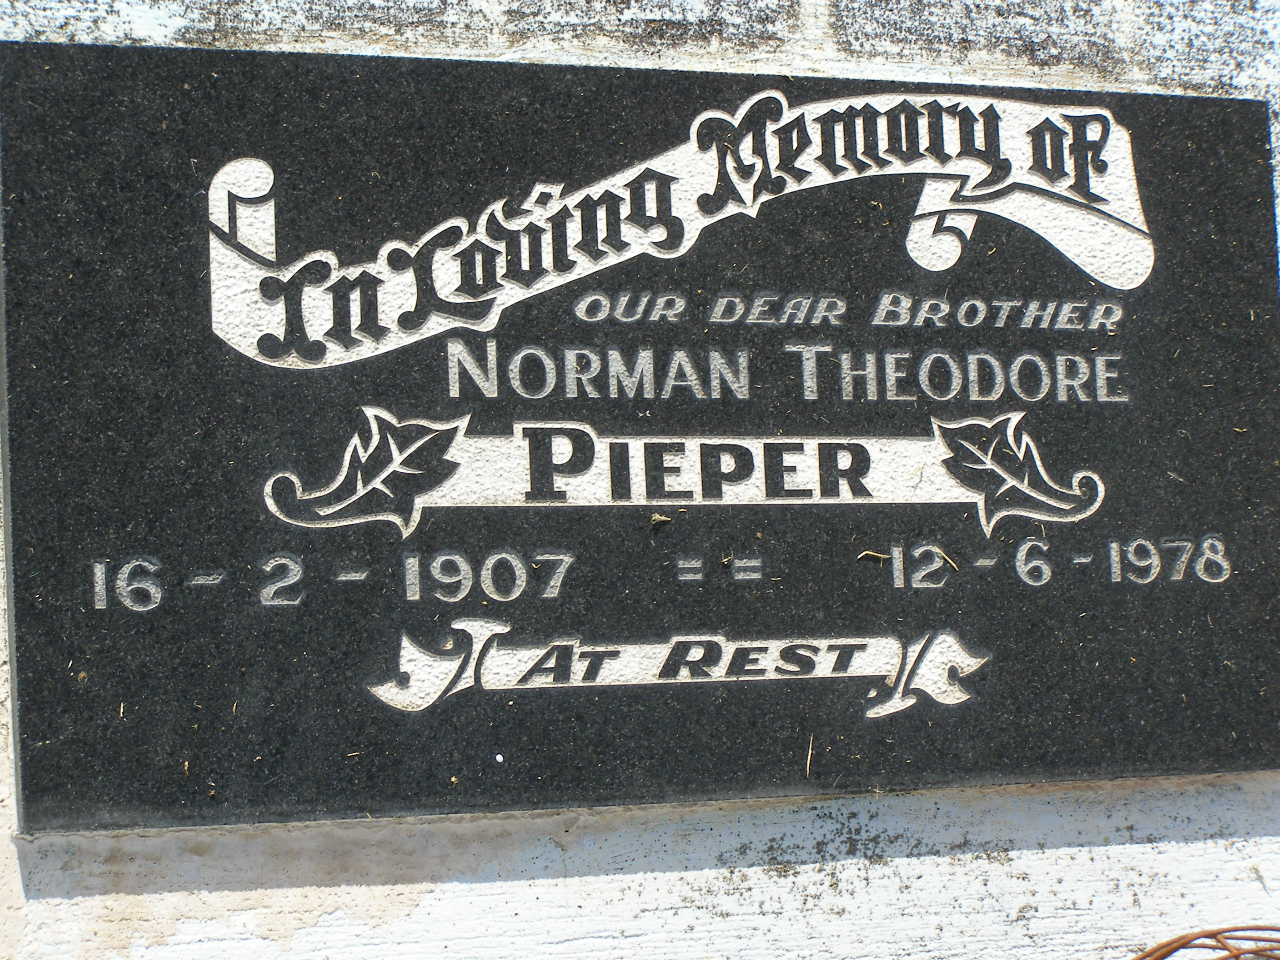 In Loving Memory of
OUR DEAR BROTHER
NORMAN THEODORE
PIEPER
16-2-1907 == 12-6-1978
AT REST